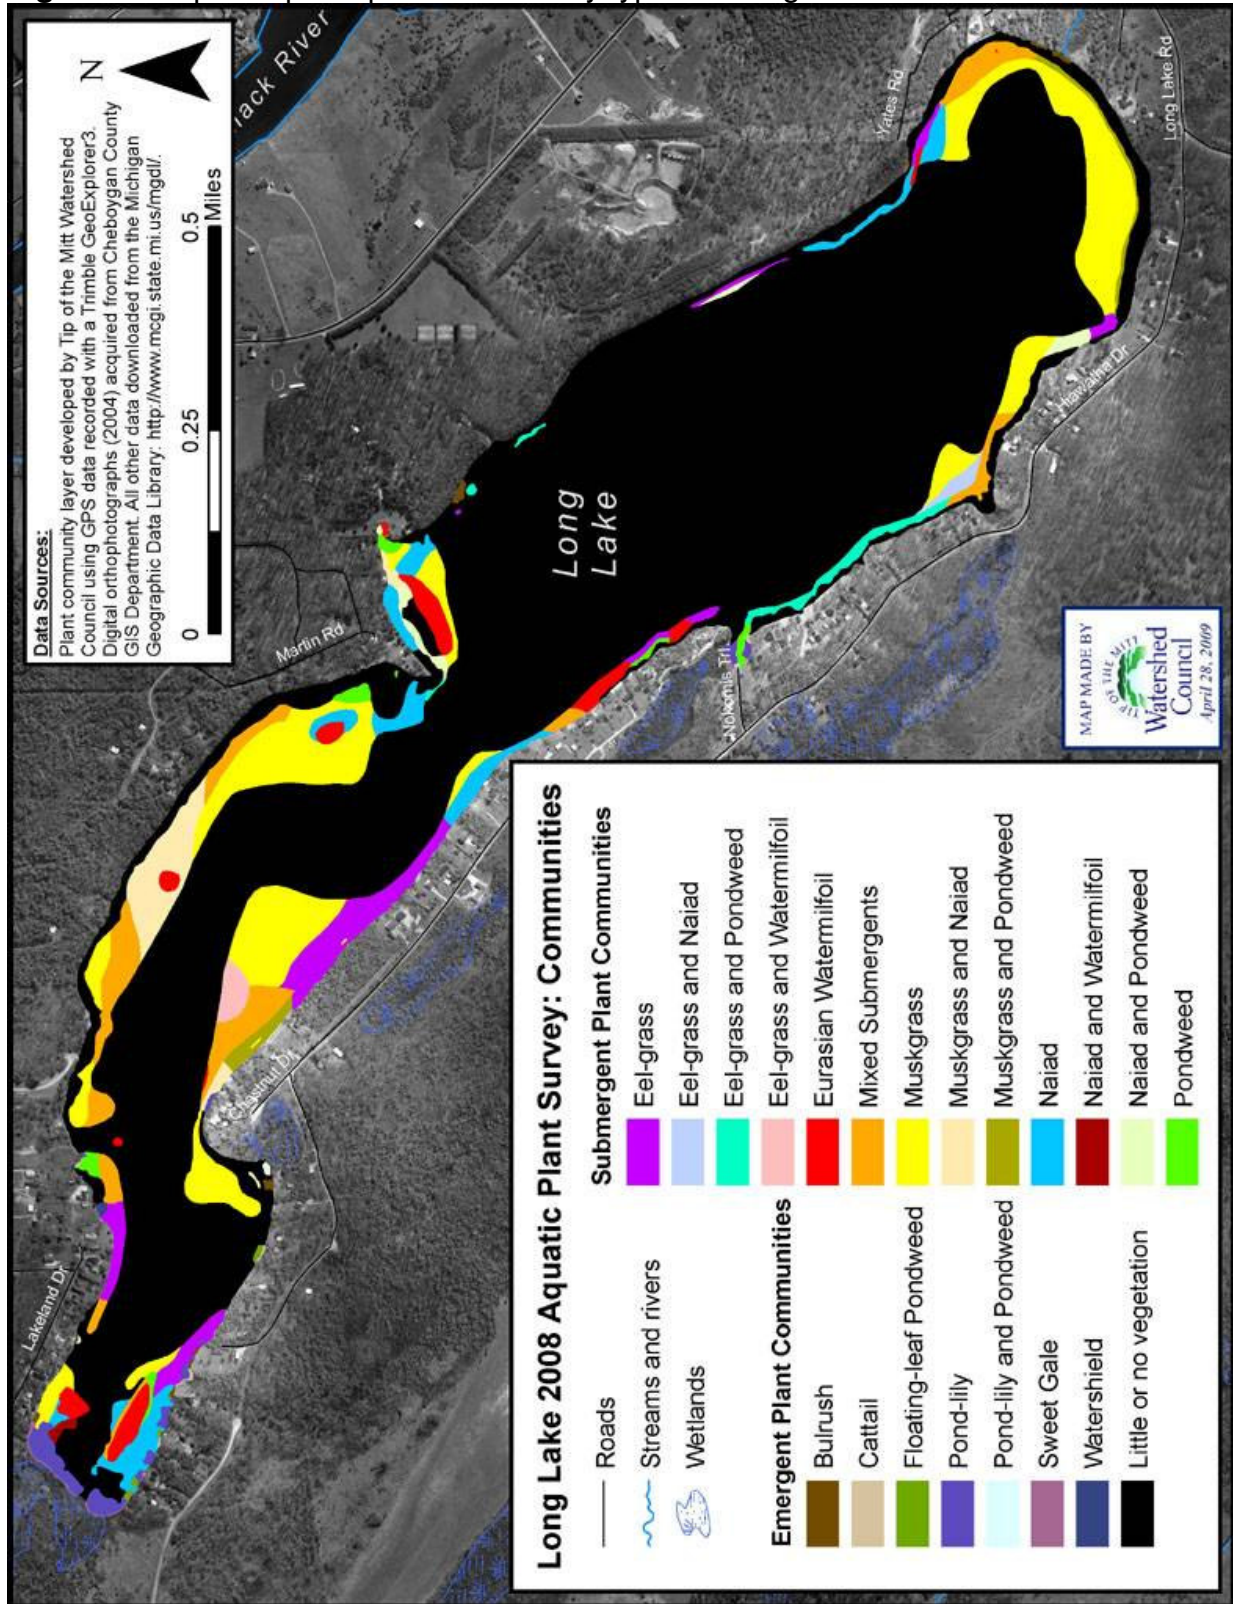 Data Sources:
Plant community layer developed by Tip of the Mitt Watershed
Council using GPS data recorded with a Trimble GeoExplorer3.
Digital orthophotographs (2004) acquired from Cheboygan County
GIS Department. All other data downloaded from the Michigan
Geographic Data Library: http://www.mcgi.state.mi.us/mgdl/.
N
0
0.25
0.5
Miles
lack River
Yates Rd
Long Lake Rd
Martin Rd
Long
Lake
Hiawatha Dr
Nokomis Trl
Chestnut Dr
Lakeland Dr
Long Lake 2008 Aquatic Plant Survey: Communities
Roads
Streams and rivers
Wetlands
Emergent Plant Communities
Bulrush
Cattail
Floating-leaf Pondweed
Pond-lily
Pond-lily and Pondweed
Sweet Gale
Watershield
Little or no vegetation
Submergent Plant Communities
Eel-grass
Eel-grass and Naiad
Eel-grass and Pondweed
Eel-grass and Watermilfoil
Eurasian Watermilfoil
Mixed Submergents
Muskgrass
Muskgrass and Naiad
Muskgrass and Pondweed
Naiad
Naiad and Watermilfoil
Naiad and Pondweed
Pondweed
MAP MADE BY
TIP OF THE MITT
Watershed
Council
April 28, 2009